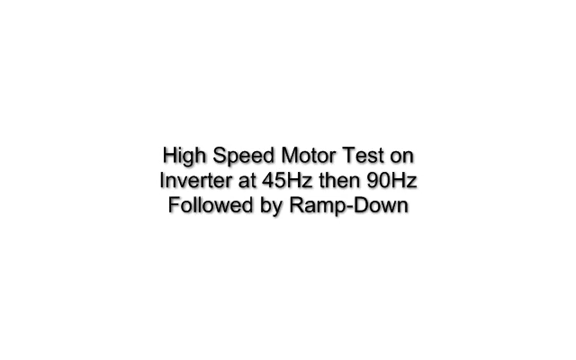 High Speed Motor Test on
Inverter at 45Hz then 90Hz
Followed by Ramp-Down